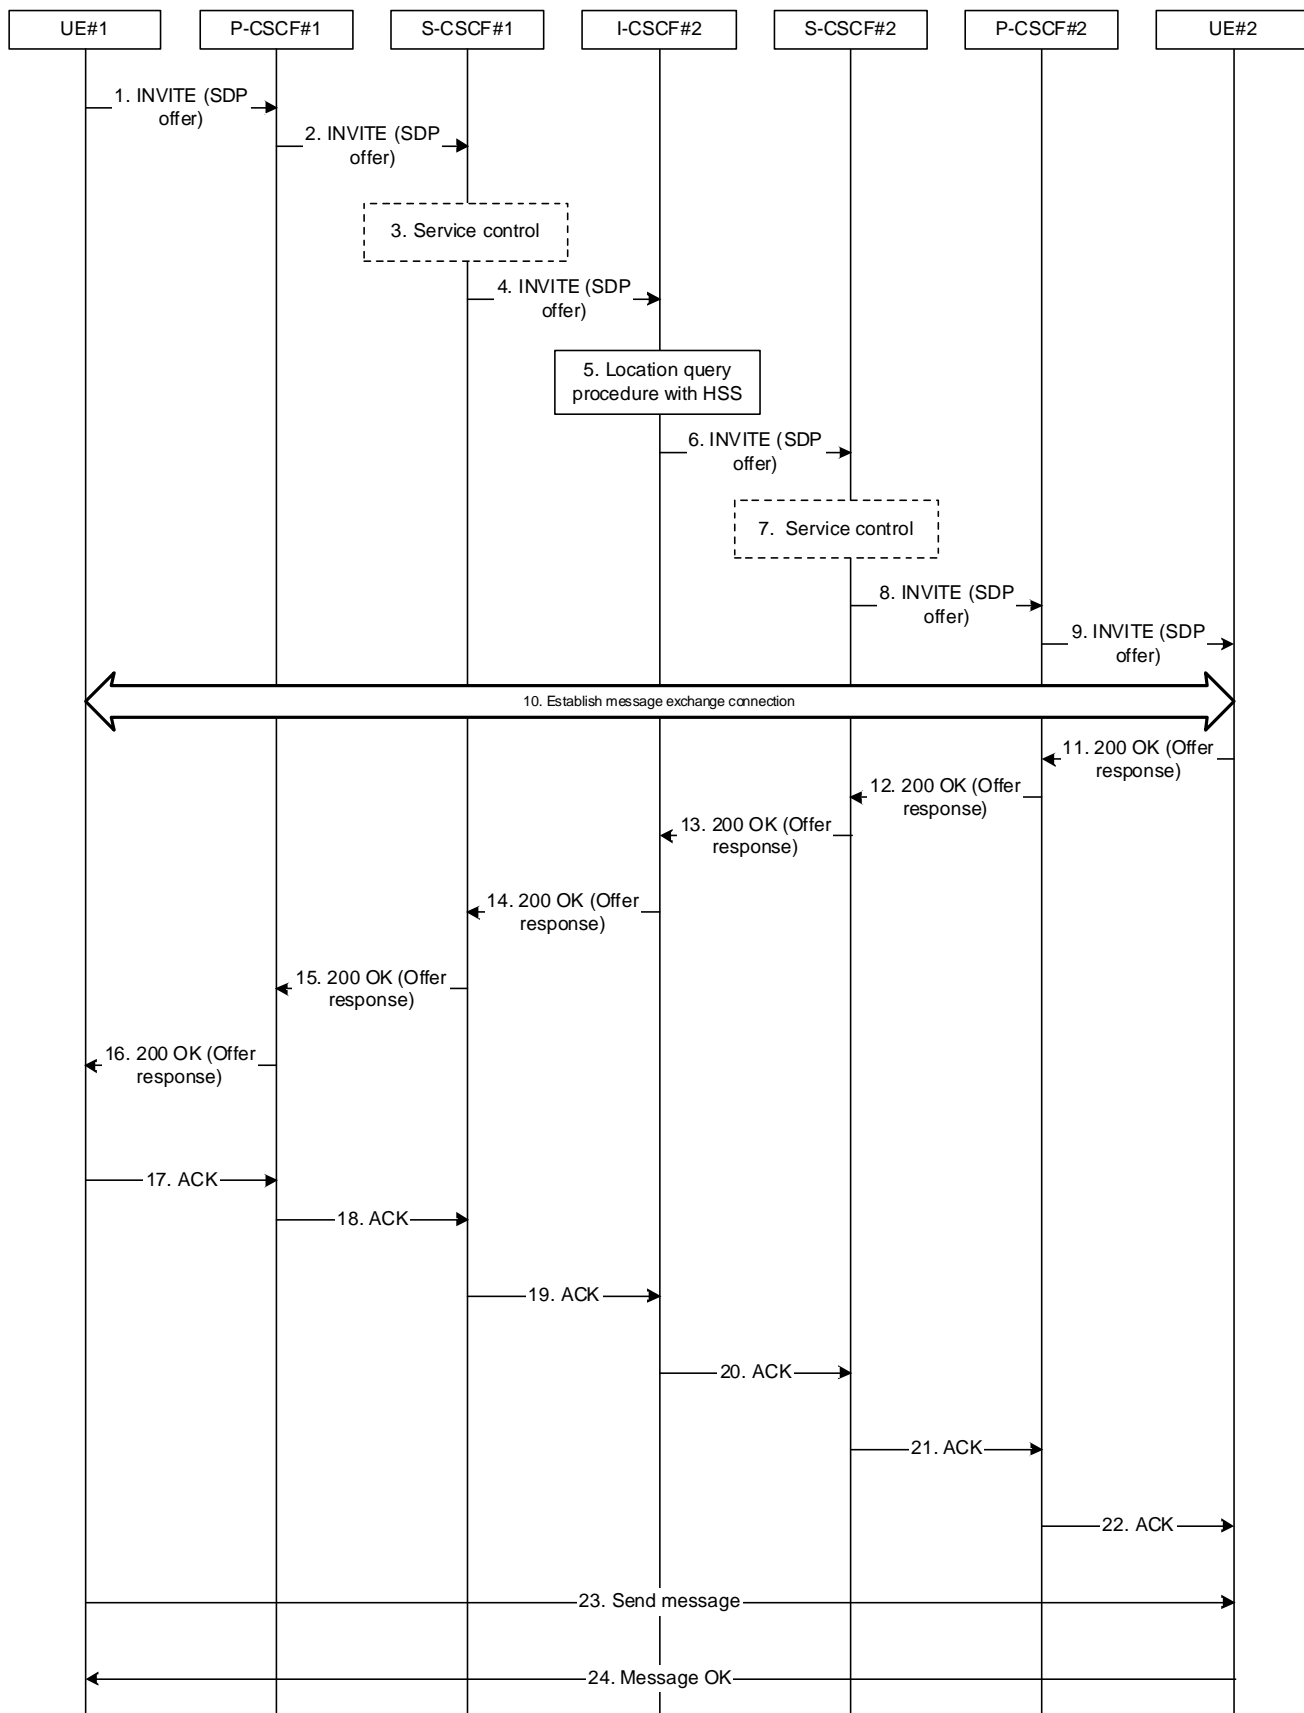 UE#1
P-CSCF#1
S-CSCF#1
I-CSCF#2
S-CSCF#2
P-CSCF#2
UE#2
1. INVITE (SDP
offer)
2. INVITE (SDP
offer)
3. Service control
4. INVITE (SDP
offer)
5. Location query
procedure with HSS
6. INVITE (SDP
offer)
7. Service control
8. INVITE (SDP
offer)
9. INVITE (SDP
offer)
10. Establish message exchange connection
11. 200 OK (Offer
response)
12. 200 OK (Offer
response)
13. 200 OK (Offer
response)
14. 200 OK (Offer
response)
15. 200 OK (Offer
response)
16. 200 OK (Offer
response)
17. ACK
18. ACK
19. ACK
20. ACK
21. ACK
22. ACK
23. Send message
24. Message OK